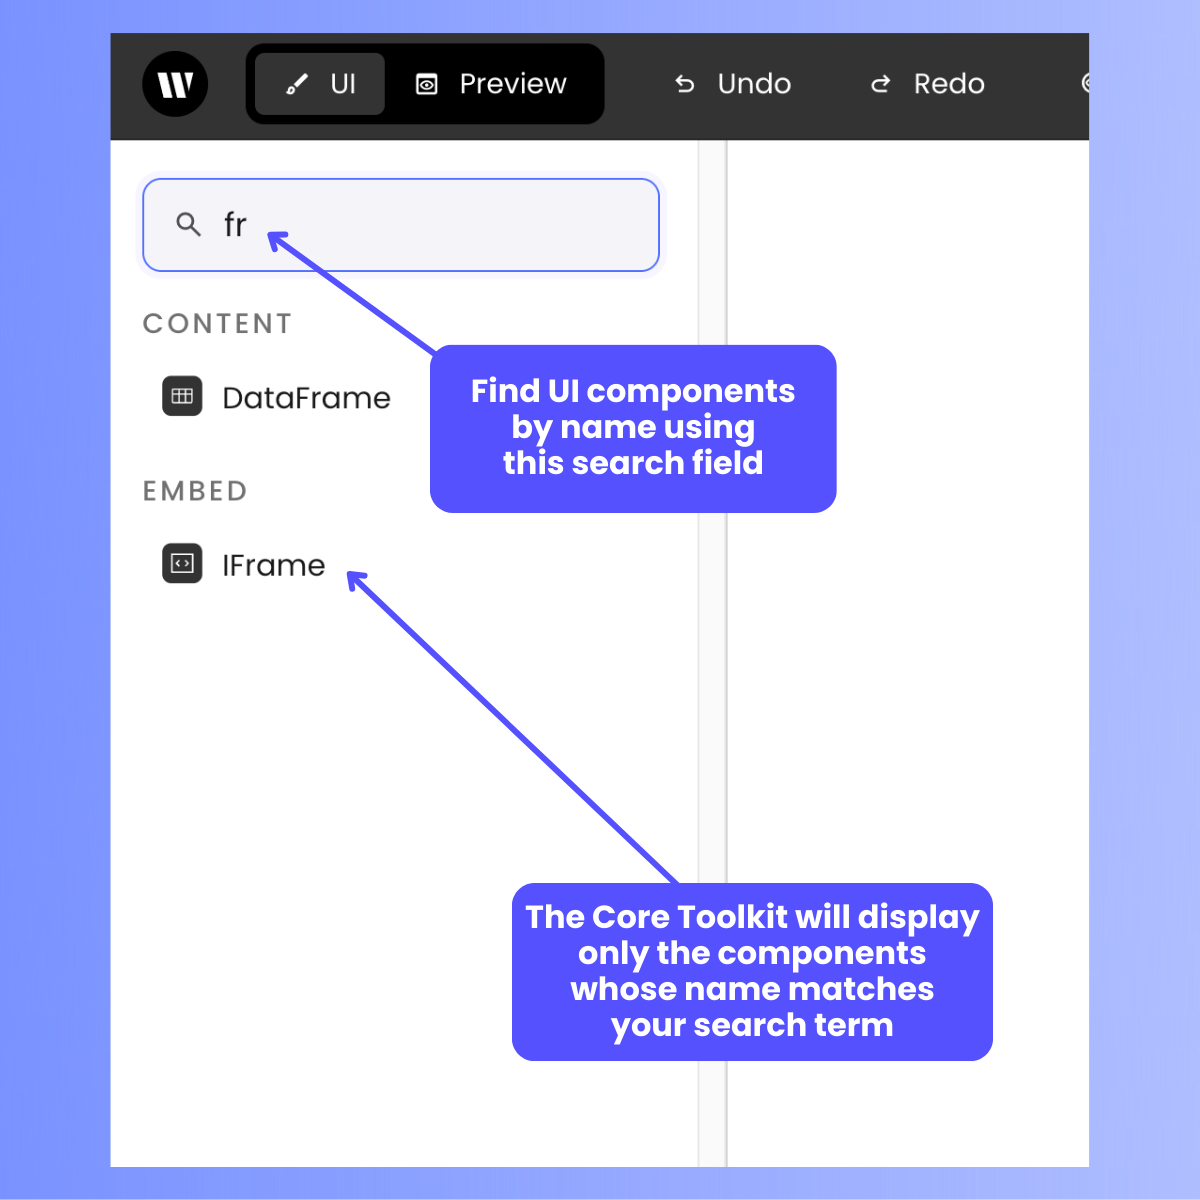 UI
Preview
Undo
Redo
fr
CONTENT
DataFrame
Find UI components
by name using
this search field
EMBED
IFrame
The Core Toolkit will display
only the components
whose name matches
your search term